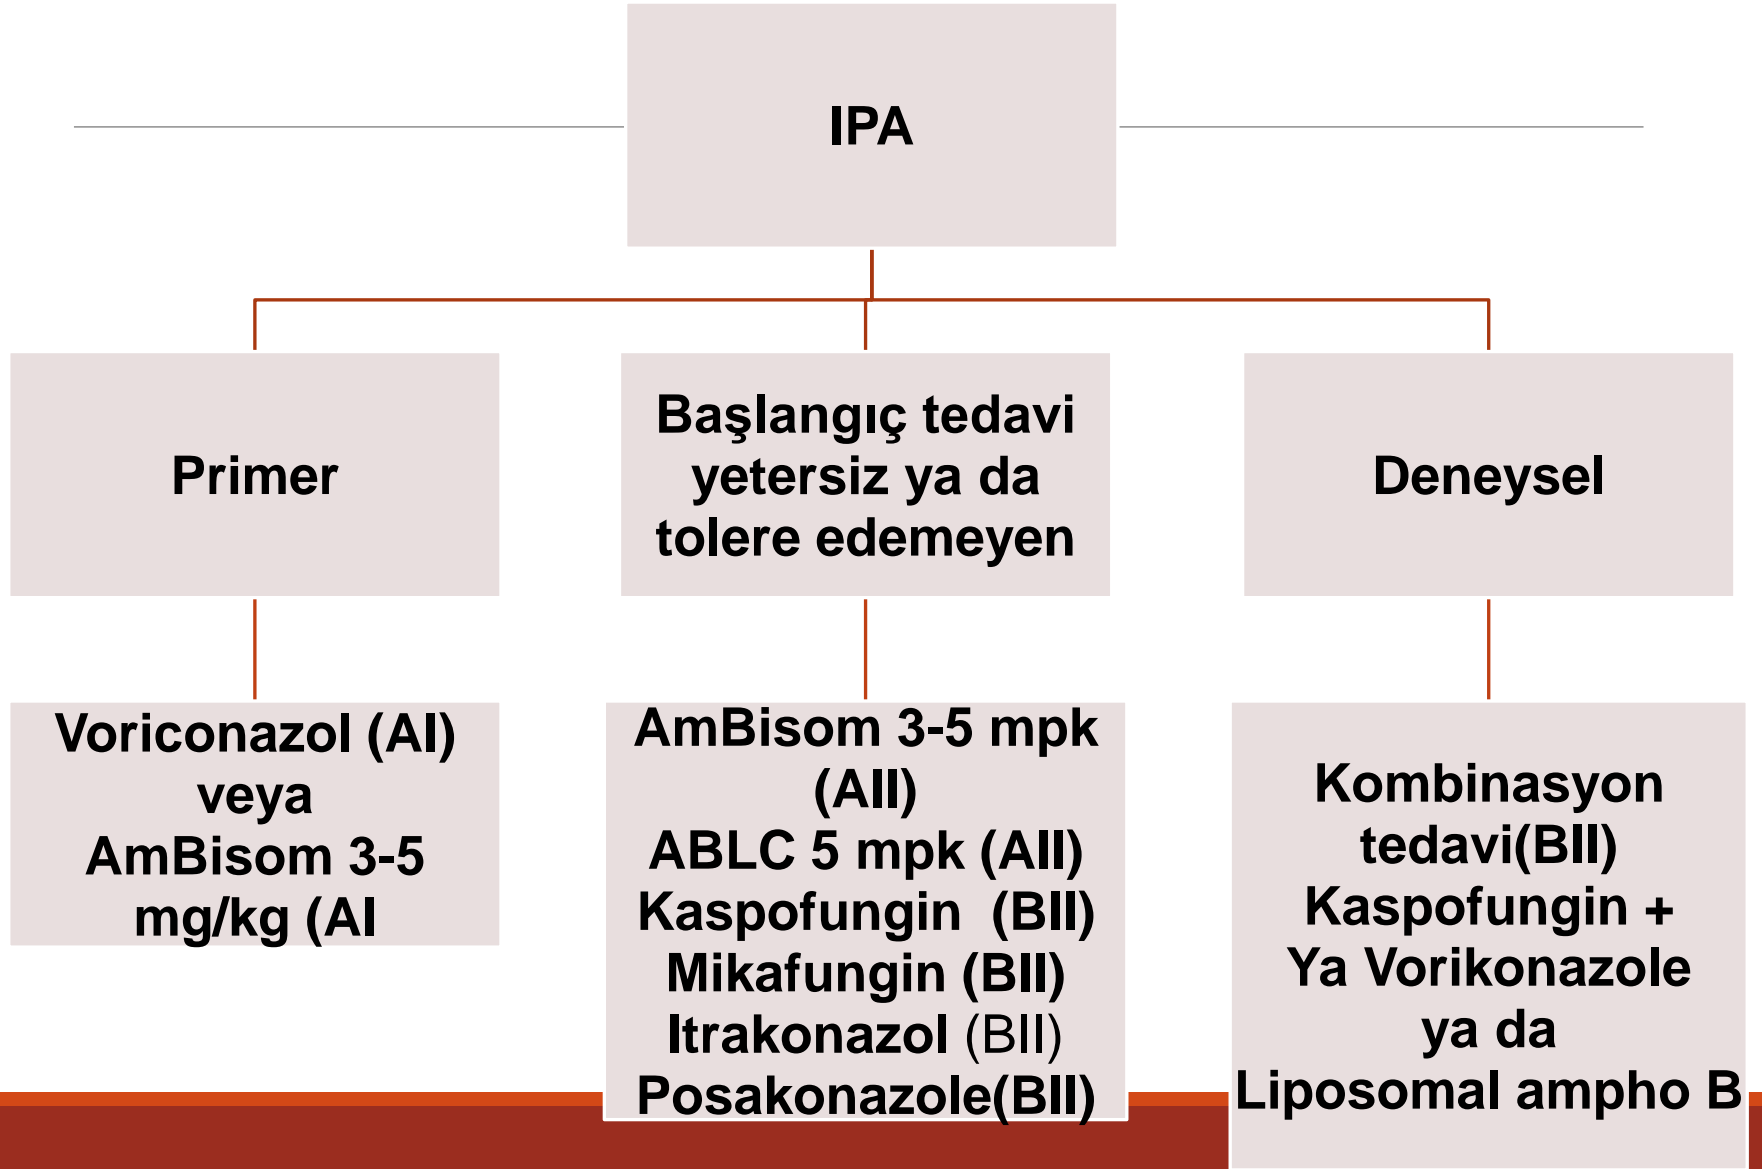 IPA
Primer
Başlangıç tedavi
yetersiz ya da
tolere edemeyen
Deneysel
Voriconazol (AI)
veya
AmBisom 3-5
mg/kg (AI
AmBisom 3-5 mpk
(AII)
ABLC 5 mpk (AII)
Kaspofungin (BII)
Mikafungin (BII)
Itrakonazol (BII)
Posakonazole(BII)
Kombinasyon
tedavi(BII)
Kaspofungin +
Ya Vorikonazole
ya da
Liposomal ampho B